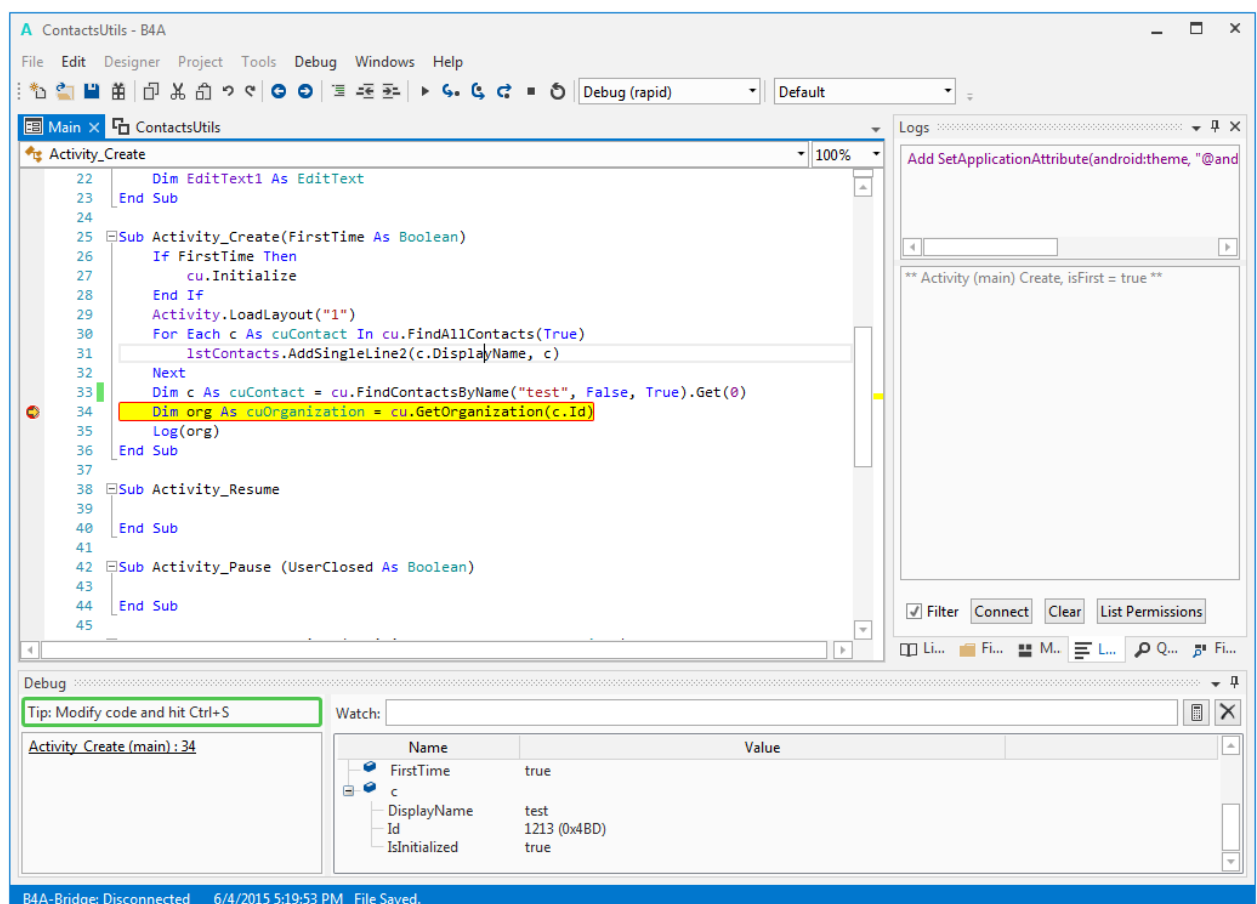 ContactsUtils - B4A
File Edit Designer Project Tools Debug Windows Help
Debug (rapid) Default
Main ContactsUtils
Activity_Create 100%
22 Dim EditText1 As EditText
23 End Sub
24
25 Sub Activity_Create(FirstTime As Boolean)
26 If FirstTime Then
27 cu.Initialize
28 End If
29 Activity.LoadLayout("1")
30 For Each c As cuContact In cu.FindAllContacts(True)
31 lstContacts.AddSingleLine2(c.DisplayName, c)
32 Next
33 Dim c As cuContact = cu.FindContactsByName("test", False, True).Get(0)
34 Dim org As cuOrganization = cu.GetOrganization(c.Id)
35 Log(org)
36 End Sub
37
38 Sub Activity_Resume
39
40 End Sub
41
42 Sub Activity_Pause (UserClosed As Boolean)
43
44 End Sub
45
Logs
Add SetApplicationAttribute(android:theme, "@and
** Activity (main) Create, isFirst = true **
Filter Connect Clear List Permissions
Li... Fi... M... L... Q... Fi...
Debug
Tip: Modify code and hit Ctrl+S
Activity_Create (main) : 34
Watch:
Name Value
FirstTime true
c
DisplayName test
Id 1213 (0x4BD)
IsInitialized true
B4A-Bridge: Disconnected 6/4/2015 5:19:53 PM File Saved.